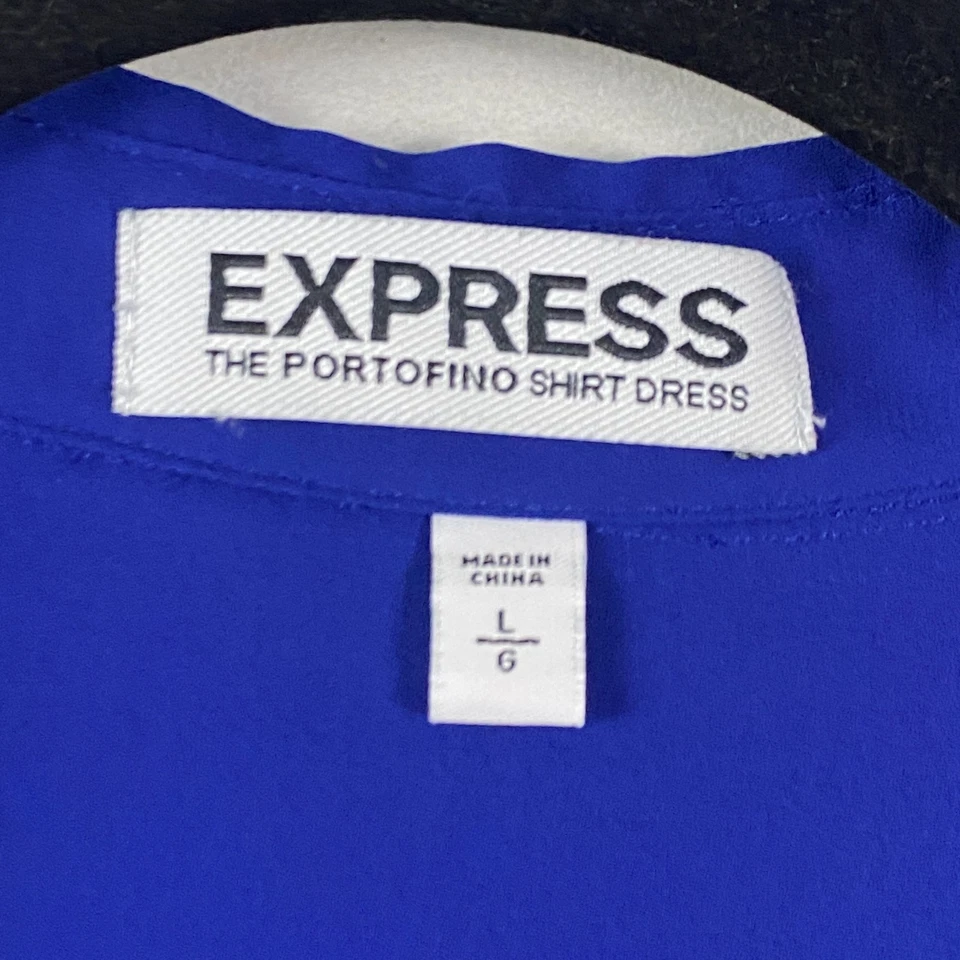 EXPRESS
THE PORTOFINO SHIRT DRESS
MADE IN
CHINA
L
G